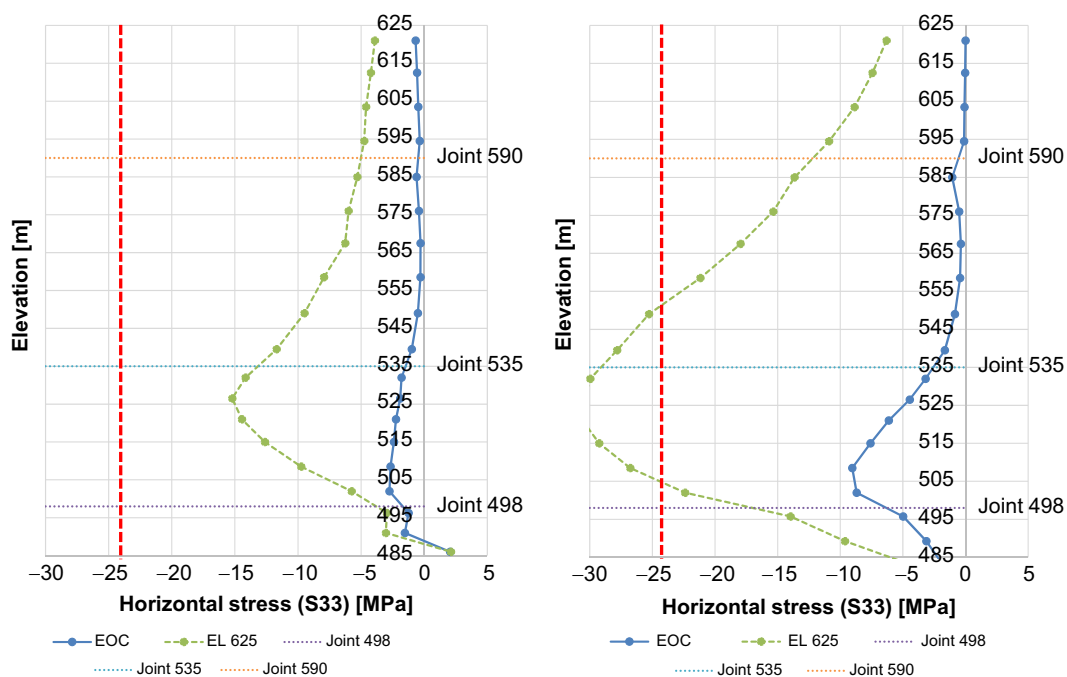 625
615
605
595
Joint 590
585
575
565
555
545
535
Joint 535
525
515
505
Joint 498
495
485
Elevation [m]
−30 −25 −20 −15 −10 −5 0 5
Horizontal stress (S33) [MPa]
EOC EL 625 Joint 498
Joint 535 Joint 590
625
615
605
595
Joint 590
585
575
565
555
545
535
Joint 535
525
515
505
Joint 498
495
485
Elevation [m]
−30 −25 −20 −15 −10 −5 0 5
Horizontal stress (S33) [MPa]
EOC EL 625 Joint 498
Joint 535 Joint 590